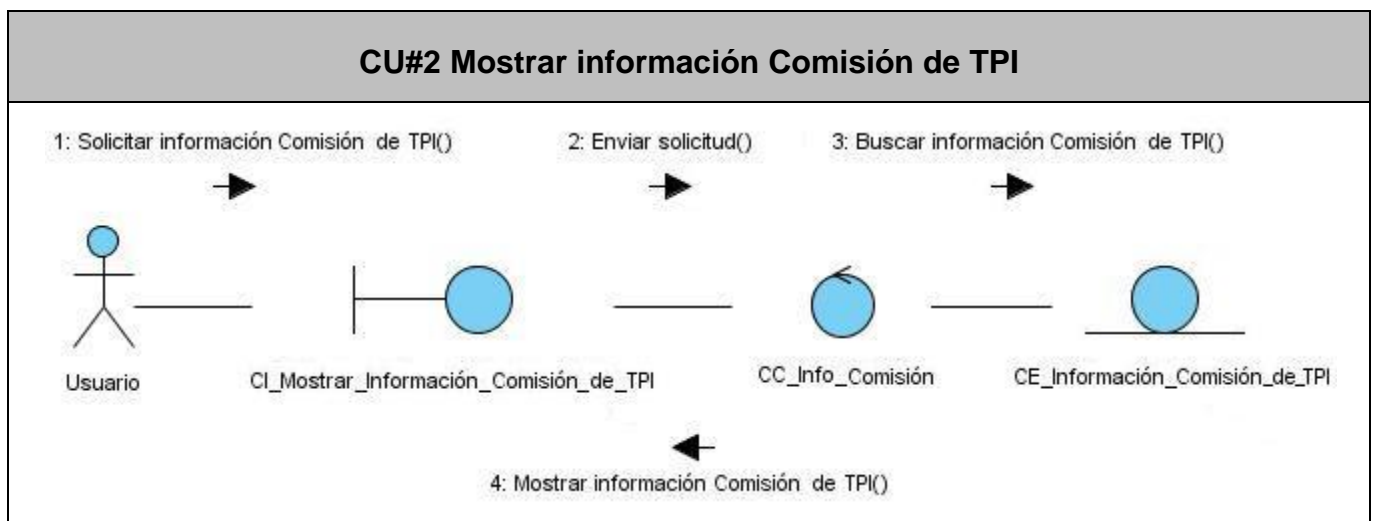 CU#2 Mostrar información Comisión de TPI
1: Solicitar información Comisión de TPI()
2: Enviar solicitud()
3: Buscar información Comisión de TPI()
Usuario
CI_Mostrar_Información_Comisión_de_TPI
CC_Info_Comisión
CE_Información_Comisión_de_TPI
4: Mostrar información Comisión de TPI()